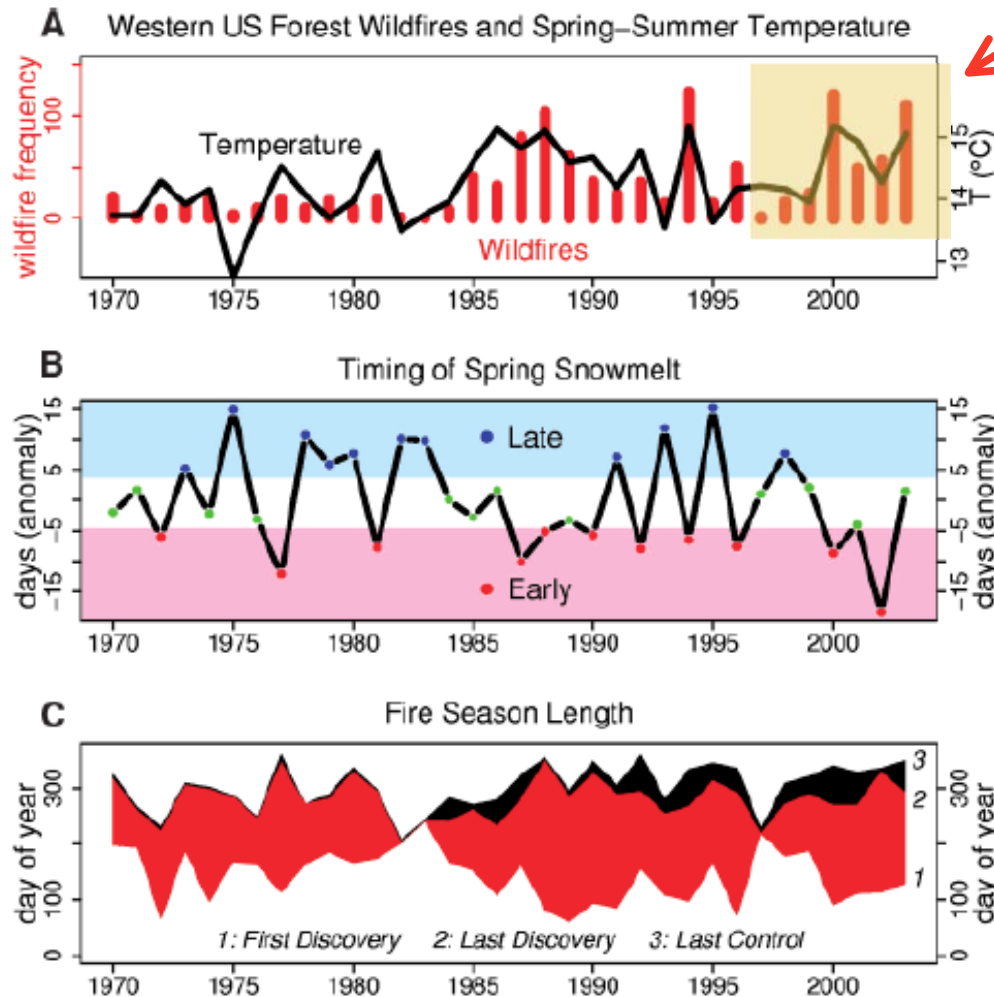 A Western US Forest Wildfires and Spring–Summer Temperature
wildfire frequency
0 100
Temperature
Wildfires
13 14 15
T (°C)
1970 1975 1980 1985 1990 1995 2000
B Timing of Spring Snowmelt
days (anomaly)
−15 −5 5 15
Late
Early
−15 −5 5 15
days (anomaly)
1970 1975 1980 1985 1990 1995 2000
C Fire Season Length
day of year
0 100 300
3
2
1
1: First Discovery 2: Last Discovery 3: Last Control
0 100 300
day of year
1970 1975 1980 1985 1990 1995 2000